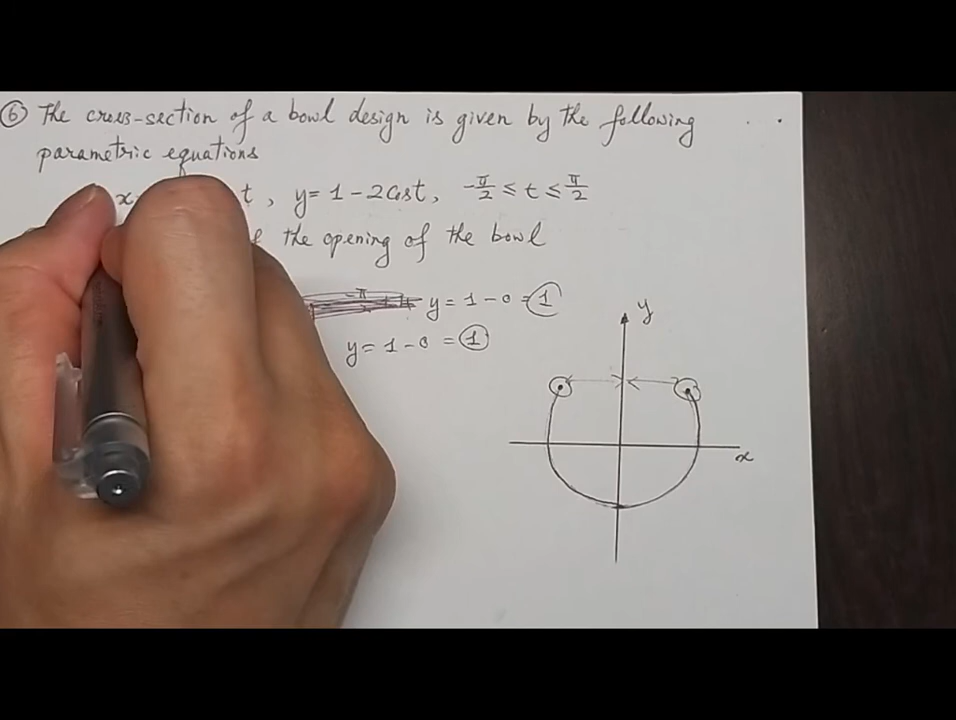 ⑥ The cross-section of a bowl design is given by the following
parametric equations
x t , y = 1 - 2Cost, -π/2 ≤ t ≤ π/2
the opening of the bowl
y = 1 - 0 = 1
y = 1 - 0 = 1
y
x